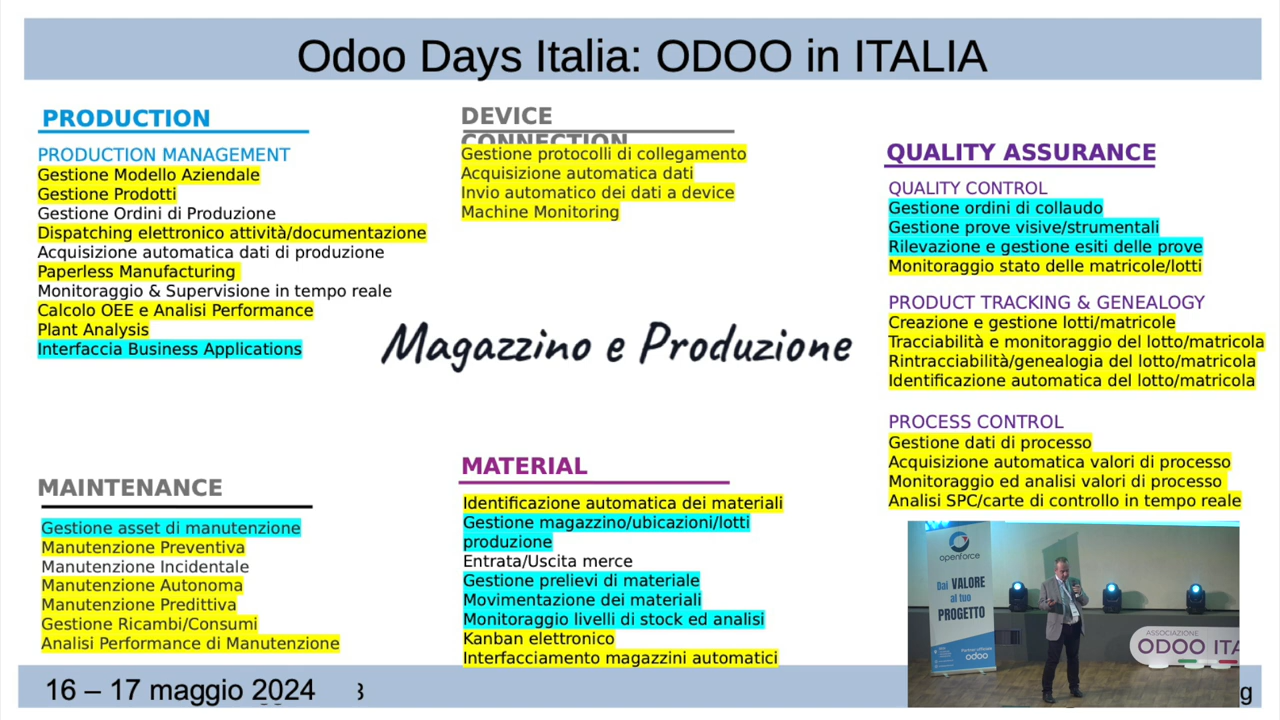 Odoo Days Italia: ODOO in ITALIA
PRODUCTION
PRODUCTION MANAGEMENT
Gestione Modello Aziendale
Gestione Prodotti
Gestione Ordini di Produzione
Dispatching elettronico attività/documentazione
Acquisizione automatica dati di produzione
Paperless Manufacturing
Monitoraggio & Supervisione in tempo reale
Calcolo OEE e Analisi Performance
Plant Analysis
Interfaccia Business Applications
DEVICE
CONNECTION
Gestione protocolli di collegamento
Acquisizione automatica dati
Invio automatico dei dati a device
Machine Monitoring
Magazzino e Produzione
QUALITY ASSURANCE
QUALITY CONTROL
Gestione ordini di collaudo
Gestione prove visive/strumentali
Rilevazione e gestione esiti delle prove
Monitoraggio stato delle matricole/lotti
PRODUCT TRACKING & GENEALOGY
Creazione e gestione lotti/matricole
Tracciabilità e monitoraggio del lotto/matricola
Rintracciabilità/genealogia del lotto/matricola
Identificazione automatica del lotto/matricola
PROCESS CONTROL
Gestione dati di processo
Acquisizione automatica valori di processo
Monitoraggio ed analisi valori di processo
Analisi SPC/carte di controllo in tempo reale
MAINTENANCE
Gestione asset di manutenzione
Manutenzione Preventiva
Manutenzione Incidentale
Manutenzione Autonoma
Manutenzione Predittiva
Gestione Ricambi/Consumi
Analisi Performance di Manutenzione
MATERIAL
Identificazione automatica dei materiali
Gestione magazzino/ubicazioni/lotti
produzione
Entrata/Uscita merce
Gestione prelievi di materiale
Movimentazione dei materiali
Monitoraggio livelli di stock ed analisi
Kanban elettronico
Interfacciamento magazzini automatici
openforce
Dai VALORE
al tuo
PROGETTO
odoo
ASSOCIAZIONE
ODOO ITA
16 – 17 maggio 2024
g